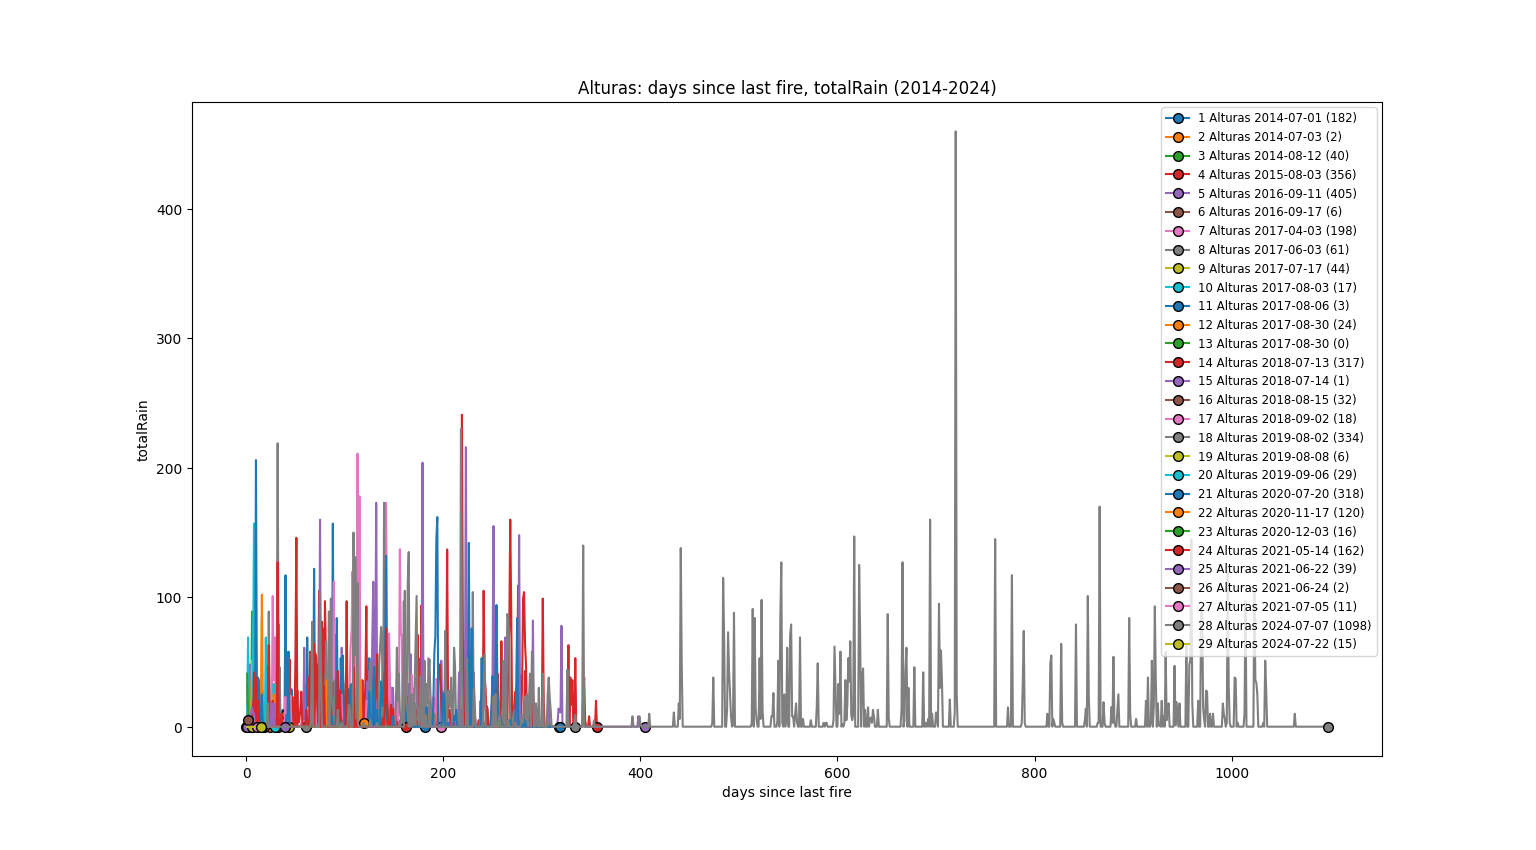 Alturas: days since last fire, totalRain (2014-2024)
totalRain
400
300
200
100
0
0
200
400
600
800
1000
days since last fire
1 Alturas 2014-07-01 (182)
2 Alturas 2014-07-03 (2)
3 Alturas 2014-08-12 (40)
4 Alturas 2015-08-03 (356)
5 Alturas 2016-09-11 (405)
6 Alturas 2016-09-17 (6)
7 Alturas 2017-04-03 (198)
8 Alturas 2017-06-03 (61)
9 Alturas 2017-07-17 (44)
10 Alturas 2017-08-03 (17)
11 Alturas 2017-08-06 (3)
12 Alturas 2017-08-30 (24)
13 Alturas 2017-08-30 (0)
14 Alturas 2018-07-13 (317)
15 Alturas 2018-07-14 (1)
16 Alturas 2018-08-15 (32)
17 Alturas 2018-09-02 (18)
18 Alturas 2019-08-02 (334)
19 Alturas 2019-08-08 (6)
20 Alturas 2019-09-06 (29)
21 Alturas 2020-07-20 (318)
22 Alturas 2020-11-17 (120)
23 Alturas 2020-12-03 (16)
24 Alturas 2021-05-14 (162)
25 Alturas 2021-06-22 (39)
26 Alturas 2021-06-24 (2)
27 Alturas 2021-07-05 (11)
28 Alturas 2024-07-07 (1098)
29 Alturas 2024-07-22 (15)